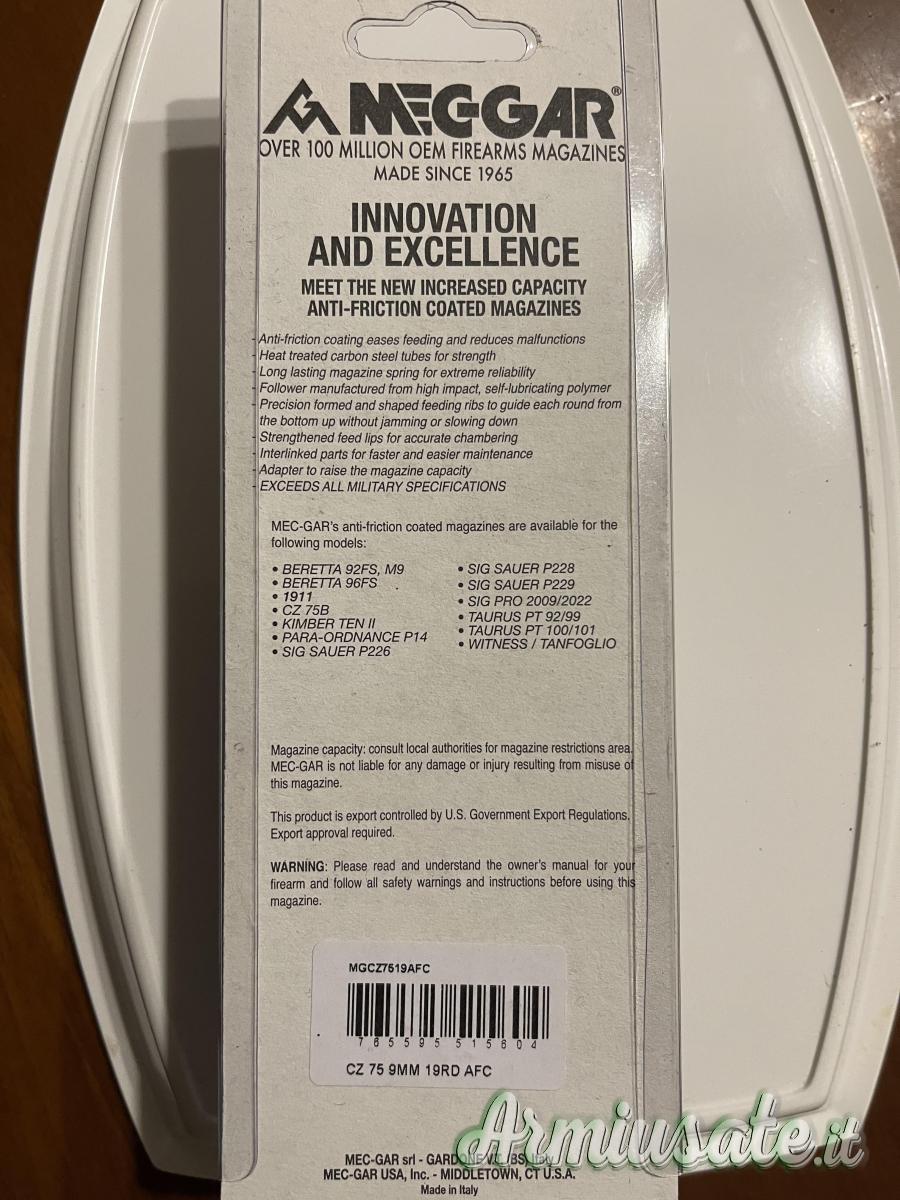 MEC-GAR®
OVER 100 MILLION OEM FIREARMS MAGAZINES
MADE SINCE 1965
INNOVATION
AND EXCELLENCE
MEET THE NEW INCREASED CAPACITY
ANTI-FRICTION COATED MAGAZINES
- Anti-friction coating eases feeding and reduces malfunctions
- Heat treated carbon steel tubes for strength
- Long lasting magazine spring for extreme reliability
- Follower manufactured from high impact, self-lubricating polymer
- Precision formed and shaped feeding ribs to guide each round from
the bottom up without jamming or slowing down
- Strengthened feed lips for accurate chambering
- Interlinked parts for faster and easier maintenance
- Adapter to raise the magazine capacity
- EXCEEDS ALL MILITARY SPECIFICATIONS
MEC-GAR's anti-friction coated magazines are available for the
following models:
• BERETTA 92FS, M9
• BERETTA 96FS
• 1911
• CZ 75B
• KIMBER TEN II
• PARA-ORDNANCE P14
• SIG SAUER P226
• SIG SAUER P228
• SIG SAUER P229
• SIG PRO 2009/2022
• TAURUS PT 92/99
• TAURUS PT 100/101
• WITNESS / TANFOGLIO
Magazine capacity: consult local authorities for magazine restrictions area.
MEC-GAR is not liable for any damage or injury resulting from misuse of
this magazine.
This product is export controlled by U.S. Government Export Regulations.
Export approval required.
WARNING: Please read and understand the owner's manual for your
firearm and follow all safety warnings and instructions before using this
magazine.
MGCZ7519AFC
765595515604
CZ 75 9MM 19RD AFC
Armiusate.it
MEC-GAR srl - GARDONE V.T. (BS) Italy
MEC-GAR USA, Inc. - MIDDLETOWN, CT U.S.A.
Made in Italy